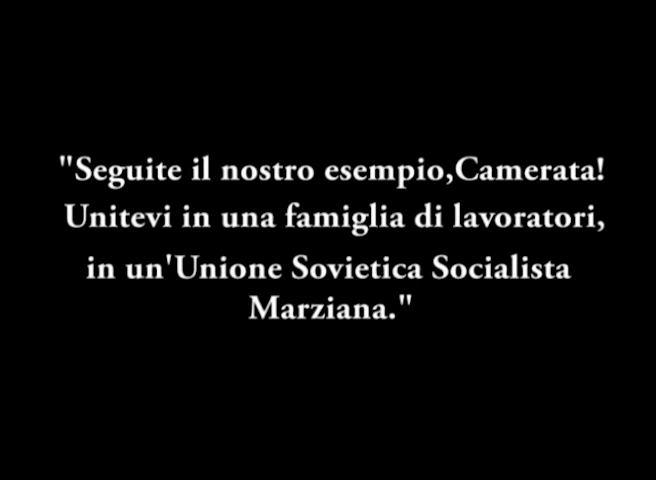 "Seguite il nostro esempio,Camerata!
Unitevi in una famiglia di lavoratori,
in un'Unione Sovietica Socialista
Marziana."